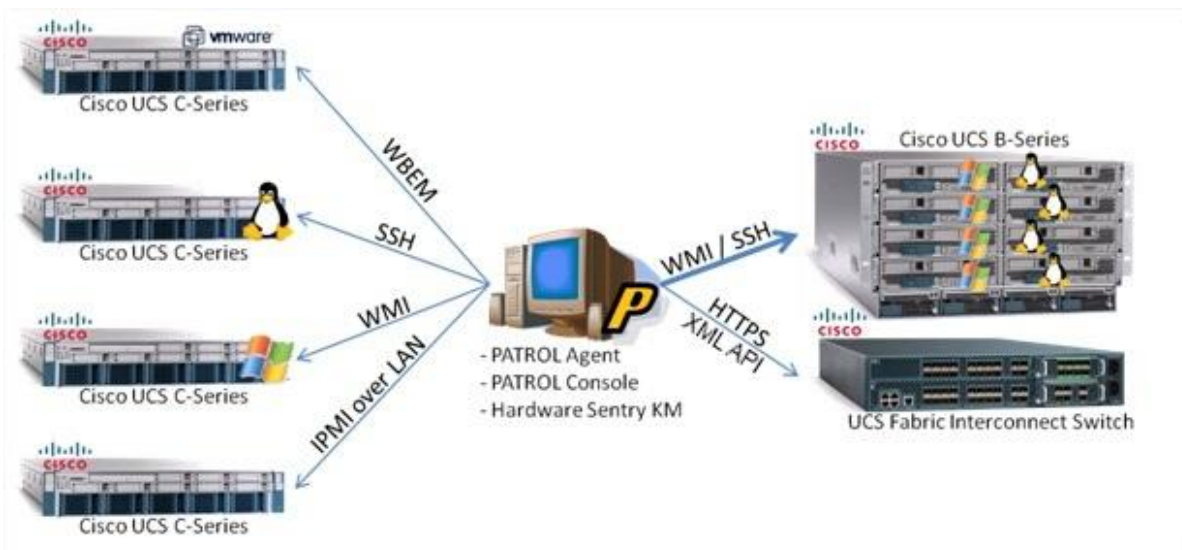 CISCO
vmware
Cisco UCS C-Series
WBEM
CISCO
Cisco UCS C-Series
SSH
CISCO
Cisco UCS C-Series
WMI
CISCO
Cisco UCS C-Series
IPMI over LAN
P
- PATROL Agent
- PATROL Console
- Hardware Sentry KM
WMI / SSH
HTTPS
XML API
CISCO
Cisco UCS B-Series
CISCO
UCS Fabric Interconnect Switch